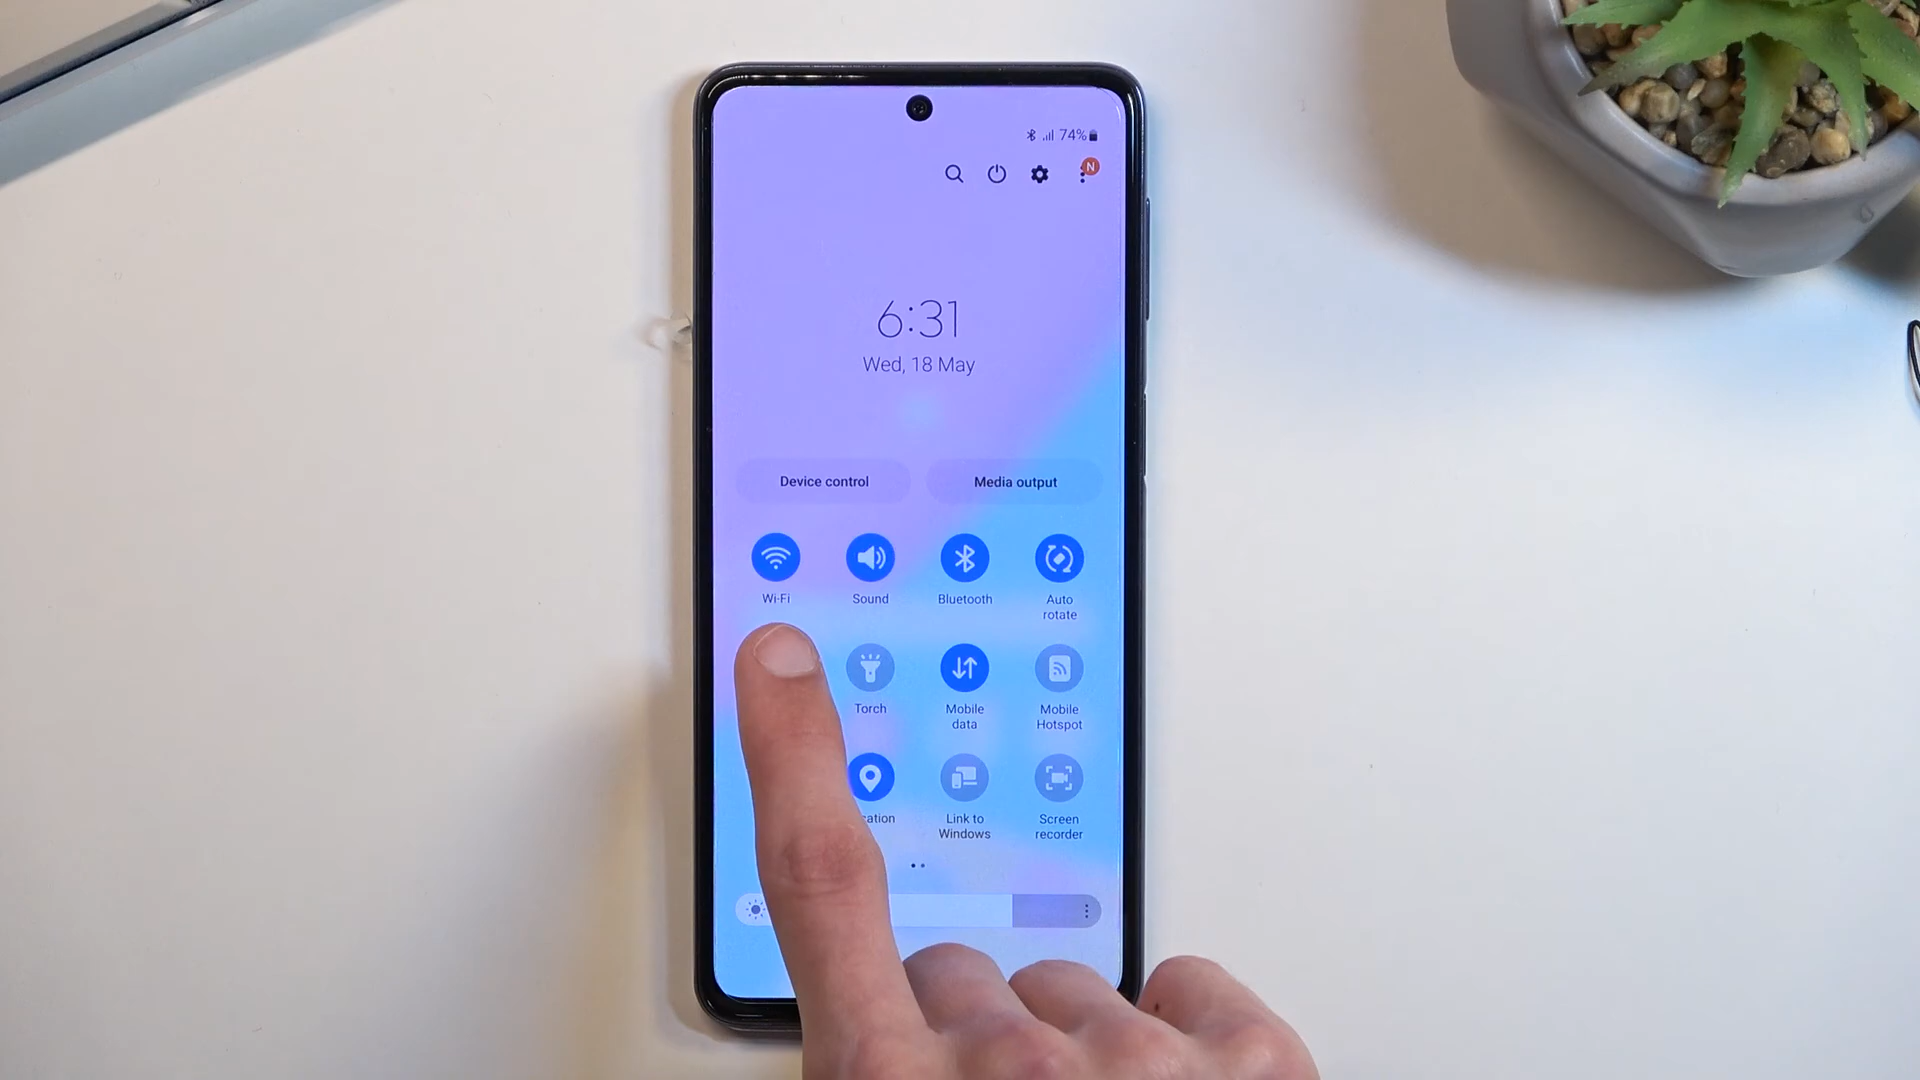 74%
N
6:31
Wed, 18 May
Device control
Media output
Wi-Fi
Sound
Bluetooth
Auto
rotate
Torch
Mobile
data
Mobile
Hotspot
Link to
Windows
Screen
recorder